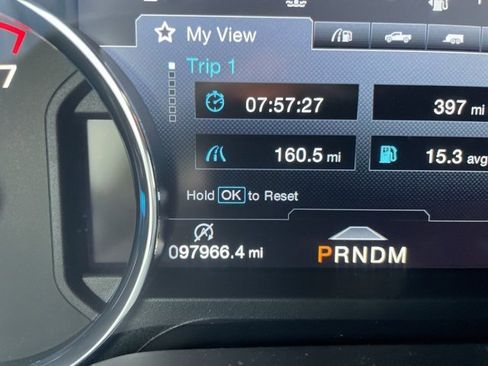 My View
Trip 1
07:57:27 397 mi
160.5 mi 15.3 avg
Hold OK to Reset
097966.4 mi PRNDM
7